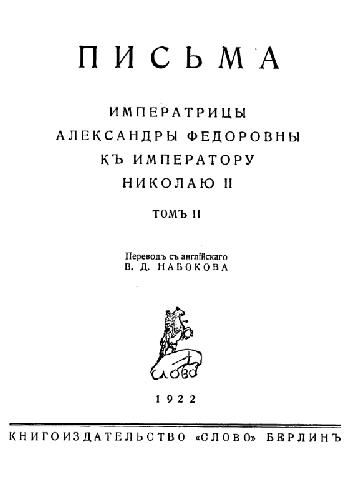 ПИСЬМА
ИМПЕРАТРИЦЫ
АЛЕКСАНДРЫ ФЕДОРОВНЫ
КЪ ИМПЕРАТОРУ
НИКОЛАЮ II
ТОМЪ II
Переводъ съ англійскаго
В. Д. НАБОКОВА
СЛОВО
1922
КНИГОИЗДАТЕЛЬСТВО «СЛОВО» БЕРЛИНЪ